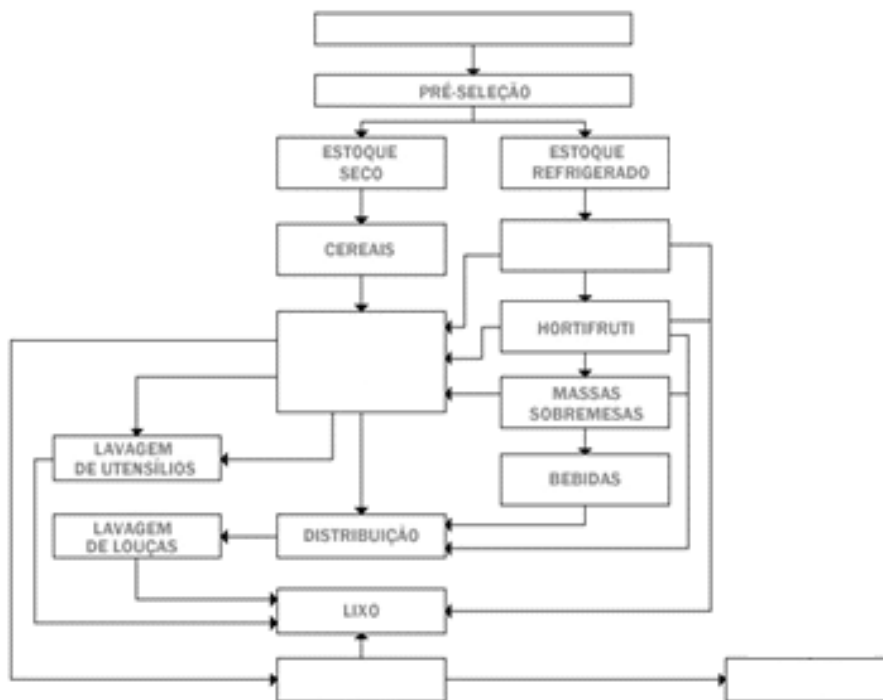 PRÉ-SELEÇÃO
ESTOQUE
SECO
ESTOQUE
REFRIGERADO
CEREAIS
HORTIFRUTI
MASSAS
SOBREMESAS
LAVAGEM
DE UTENSÍLIOS
BEBIDAS
LAVAGEM
DE LOUÇAS
DISTRIBUIÇÃO
LIXO